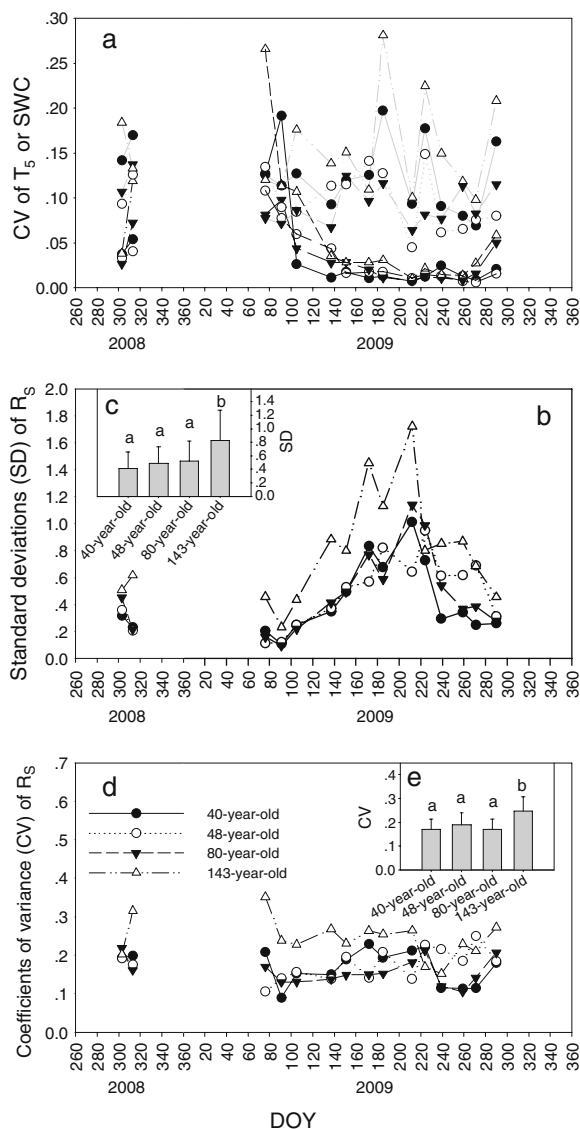 a
CV of T5 or SWC
.30
.25
.20
.15
.10
.05
0.00
260 280 300 320 340 360 20 40 60 80 100 120 140 160 180 200 220 240 260 280 300 320 340 360
2008 2009
b
Standard deviations (SD) of RS
2.0
1.8
1.6
1.4
1.2
1.0
.8
.6
.4
.2
0.0
c
a a a b
1.4
1.2
1.0
.8
.6
.4
.2
0.0
SD
40-year-old 48-year-old 80-year-old 143-year-old
260 280 300 320 340 360 20 40 60 80 100 120 140 160 180 200 220 240 260 280 300 320 340 360
2008 2009
d
Coefficients of variance (CV) of RS
.7
.6
.5
.4
.3
.2
.1
0.0
40-year-old
48-year-old
80-year-old
143-year-old
e
CV
.4
.3
.2
.1
0.0
a a a b
40-year-old 48-year-old 80-year-old 143-year-old
260 280 300 320 340 360 20 40 60 80 100 120 140 160 180 200 220 240 260 280 300 320 340 360
2008 2009
DOY